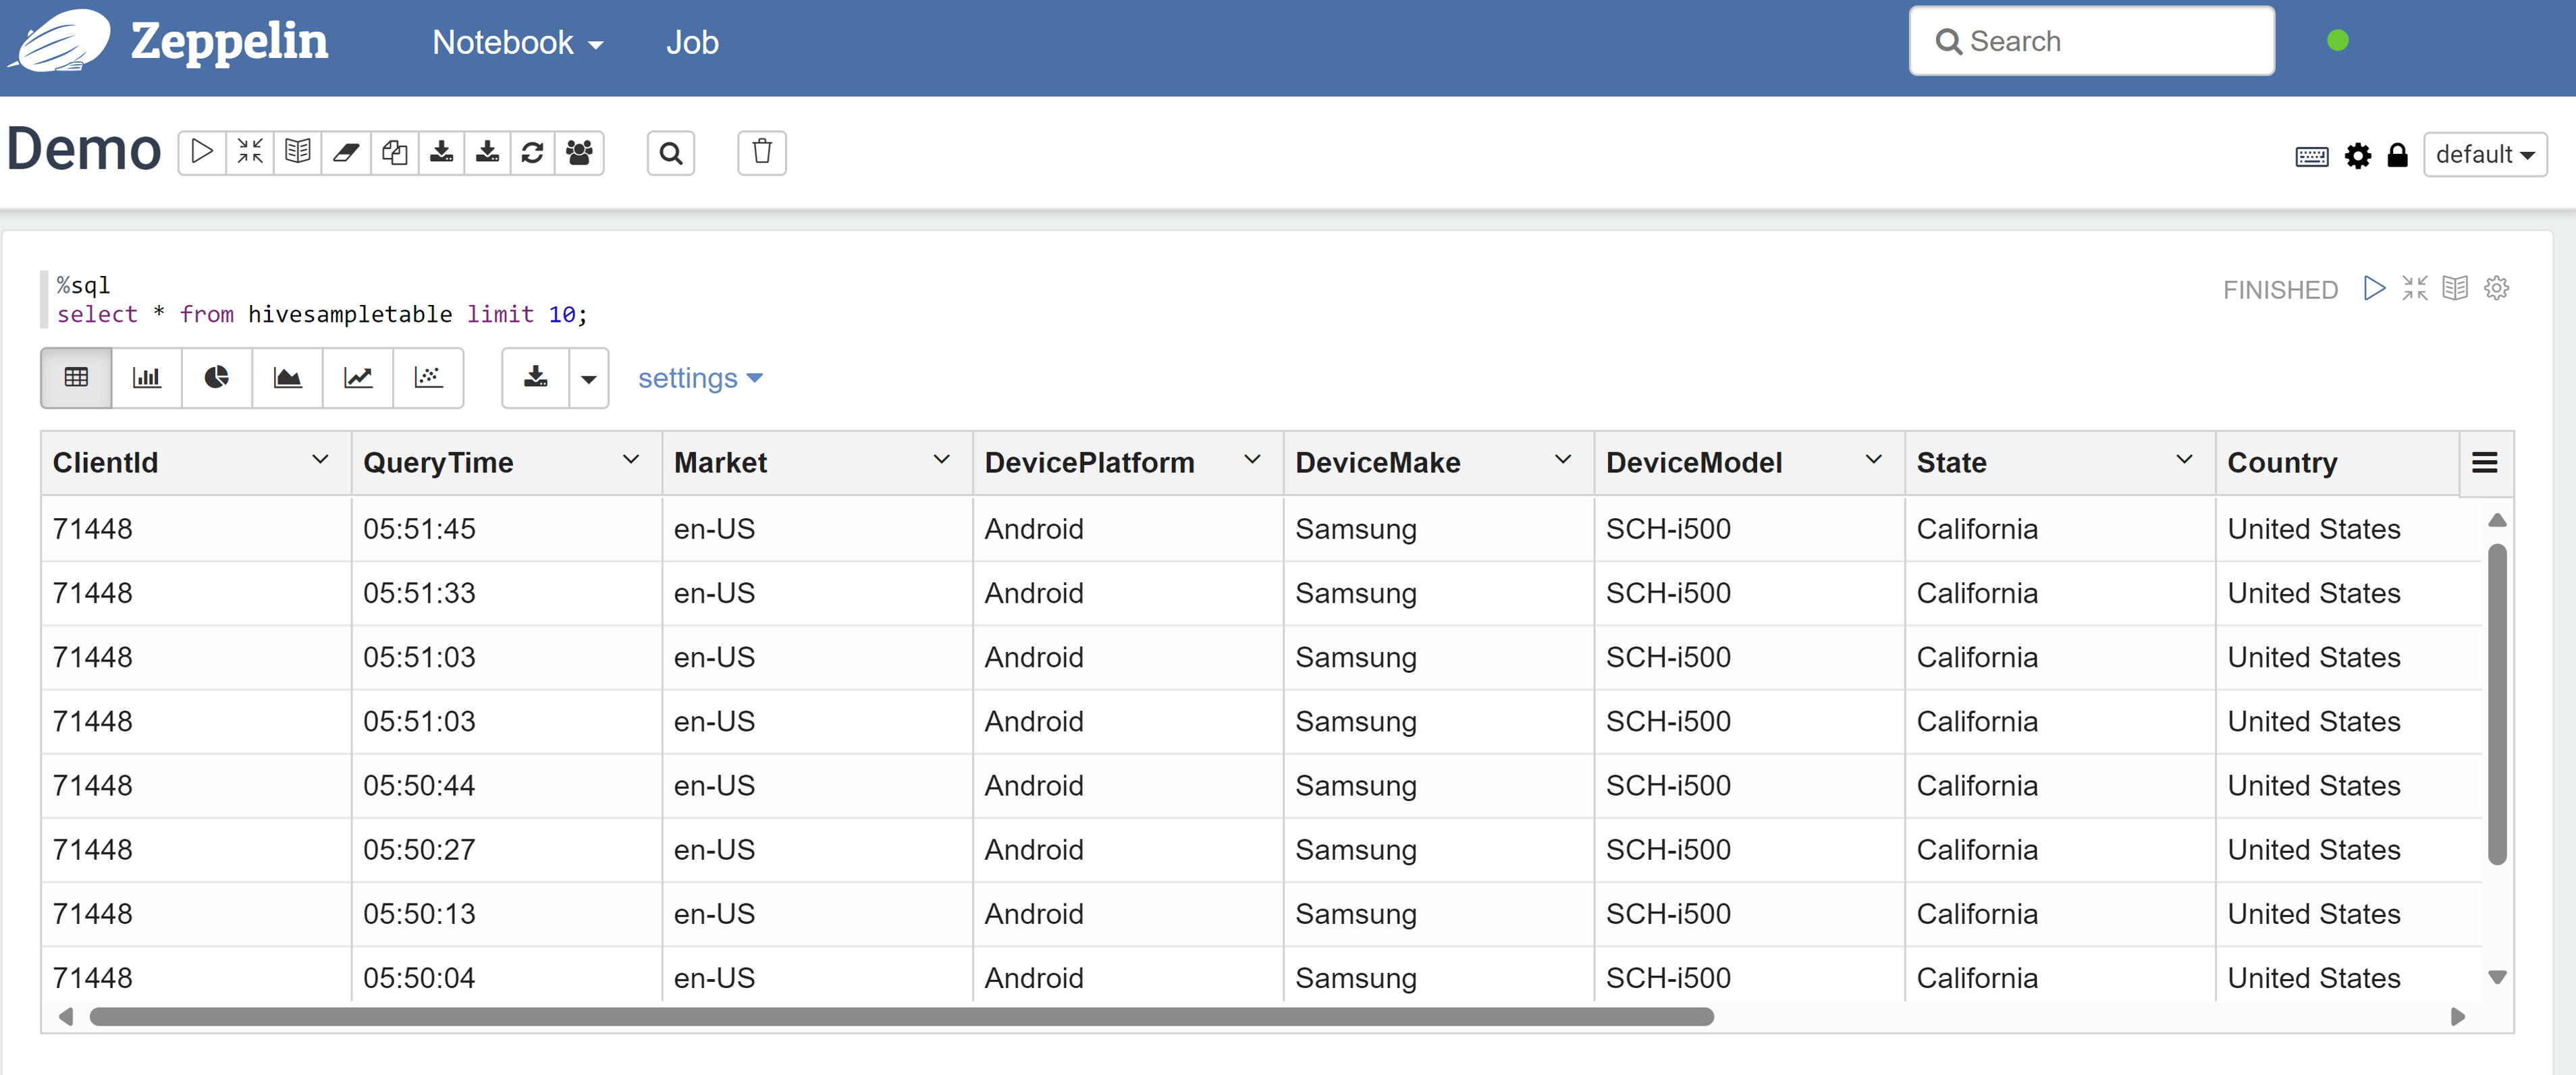 Zeppelin Notebook Job Search
Demo default
%sql
select * from hivesampletable limit 10;
FINISHED
settings
ClientId QueryTime Market DevicePlatform DeviceMake DeviceModel State Country
71448 05:51:45 en-US Android Samsung SCH-i500 California United States
71448 05:51:33 en-US Android Samsung SCH-i500 California United States
71448 05:51:03 en-US Android Samsung SCH-i500 California United States
71448 05:51:03 en-US Android Samsung SCH-i500 California United States
71448 05:50:44 en-US Android Samsung SCH-i500 California United States
71448 05:50:27 en-US Android Samsung SCH-i500 California United States
71448 05:50:13 en-US Android Samsung SCH-i500 California United States
71448 05:50:04 en-US Android Samsung SCH-i500 California United States